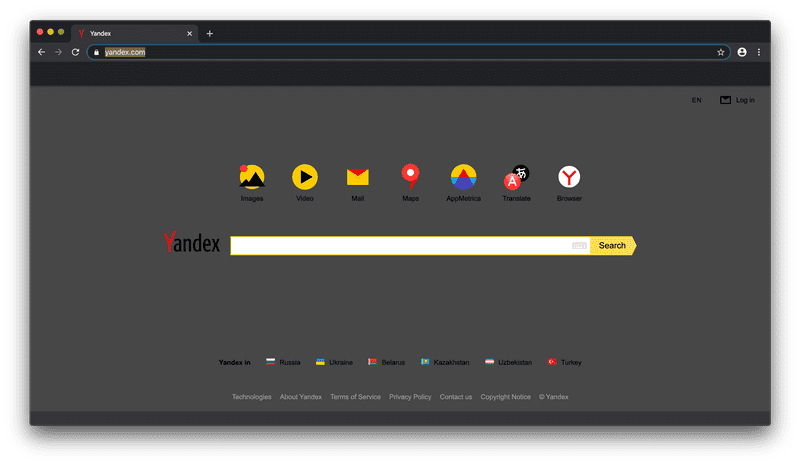 Yandex
yandex.com
EN Log in
Images Video Mail Maps AppMetrica Translate Browser
Yandex Search
Yandex in Russia Ukraine Belarus Kazakhstan Uzbekistan Turkey
Technologies About Yandex Terms of Service Privacy Policy Contact us Copyright Notice © Yandex